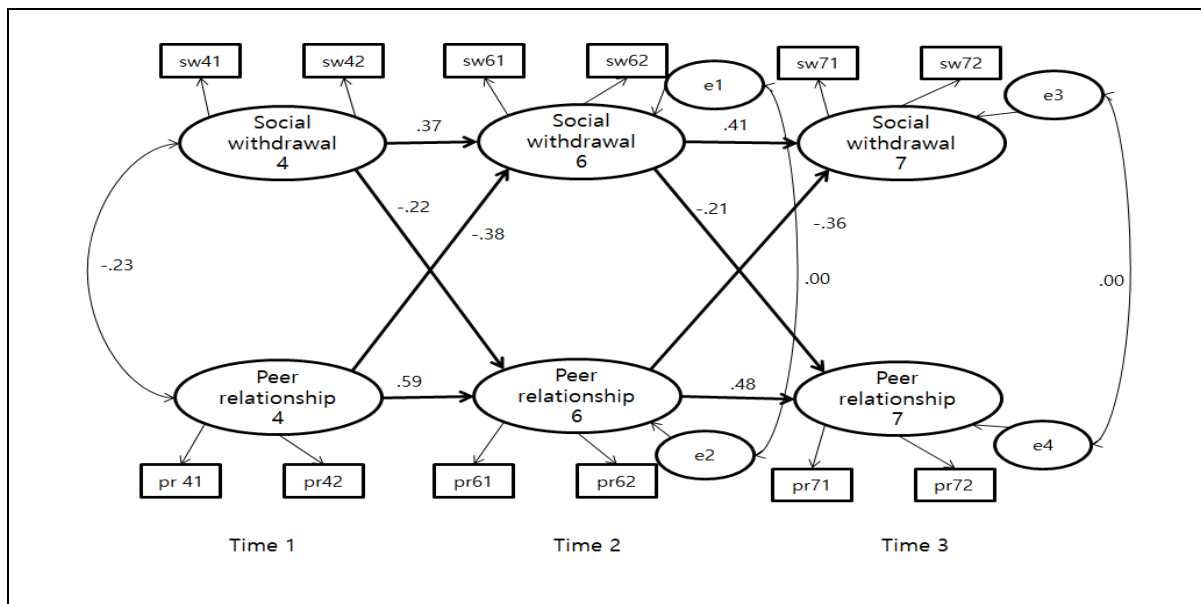 sw41
sw42
sw61
sw62
e1
sw71
sw72
e3
Social
withdrawal
4
.37
Social
withdrawal
6
.41
Social
withdrawal
7
-.22
-.38
-.21
-.36
-.23
.00
.00
Peer
relationship
4
.59
Peer
relationship
6
.48
Peer
relationship
7
pr 41
pr42
pr61
pr62
e2
pr71
pr72
e4
Time 1
Time 2
Time 3